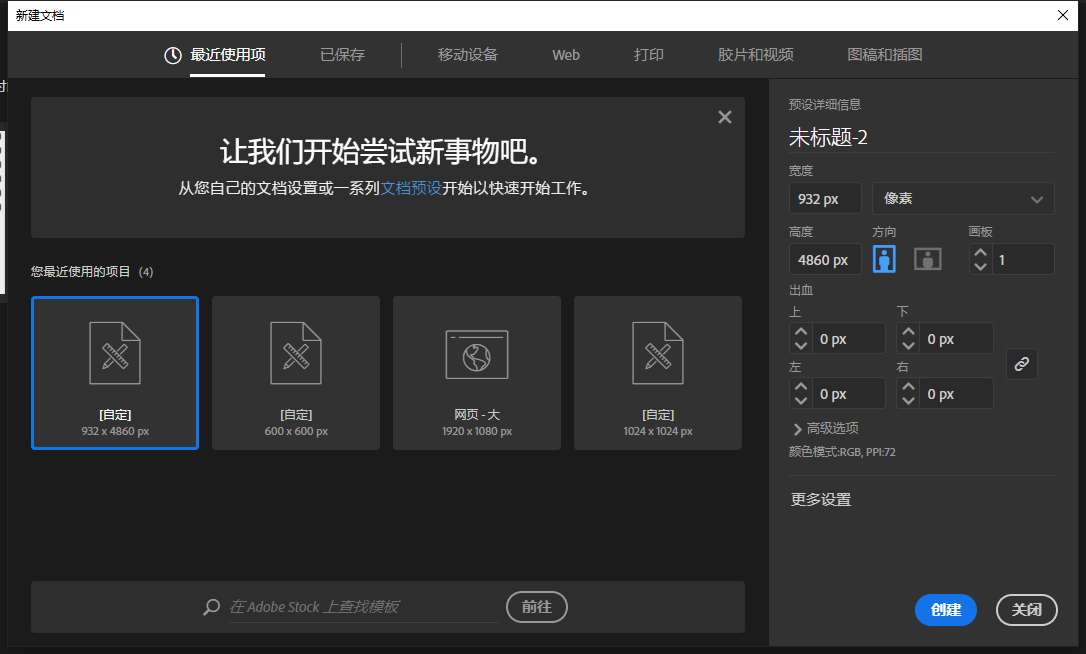 新建文档
最近使用项
已保存
移动设备
Web
打印
胶片和视频
图稿和插图
让我们开始尝试新事物吧。
从您自己的文档设置或一系列文档预设开始以快速开始工作。
您最近使用的项目 (4)
[自定]
932 x 4860 px
[自定]
600 x 600 px
网页 - 大
1920 x 1080 px
[自定]
1024 x 1024 px
在 Adobe Stock 上查找模板
前往
预设详细信息
未标题-2
宽度
932 px
像素
高度
方向
画板
4860 px
1
出血
上
下
0 px
0 px
左
右
0 px
0 px
高级选项
颜色模式:RGB, PPI:72
更多设置
创建
关闭